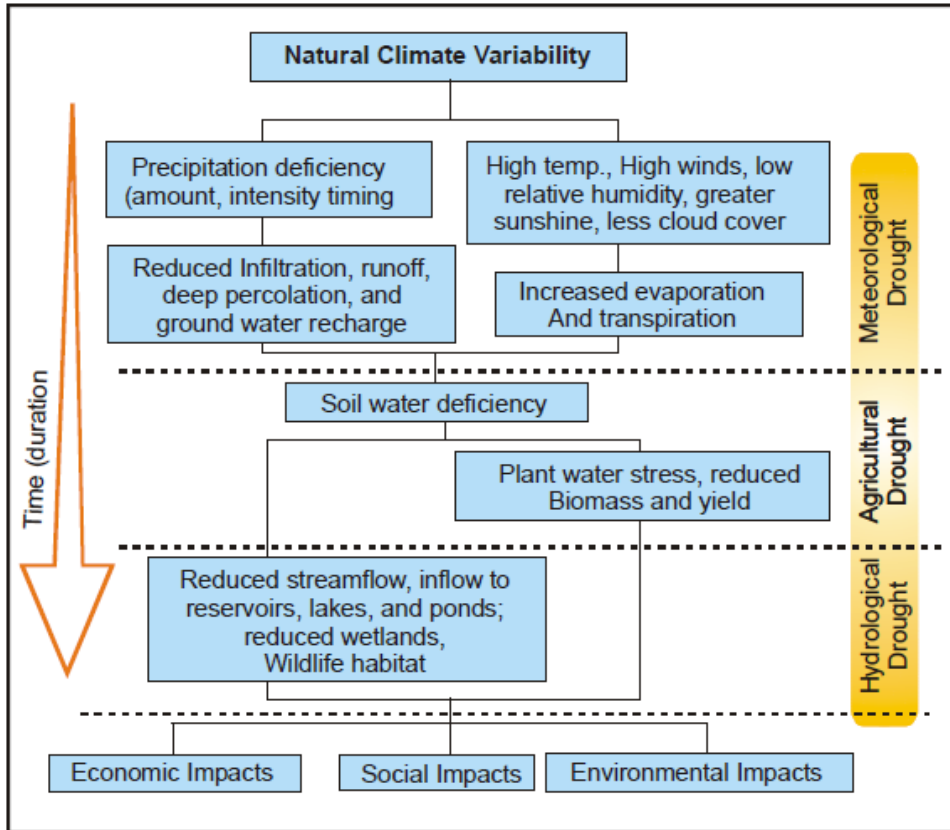 Natural Climate Variability
Precipitation deficiency
(amount, intensity timing
High temp., High winds, low
relative humidity, greater
sunshine, less cloud cover
Reduced Infiltration, runoff,
deep percolation, and
ground water recharge
Increased evaporation
And transpiration
Meteorological
Drought
Soil water deficiency
Plant water stress, reduced
Biomass and yield
Agricultural
Drought
Time (duration
Reduced streamflow, inflow to
reservoirs, lakes, and ponds;
reduced wetlands,
Wildlife habitat
Hydrological
Drought
Economic Impacts
Social Impacts
Environmental Impacts